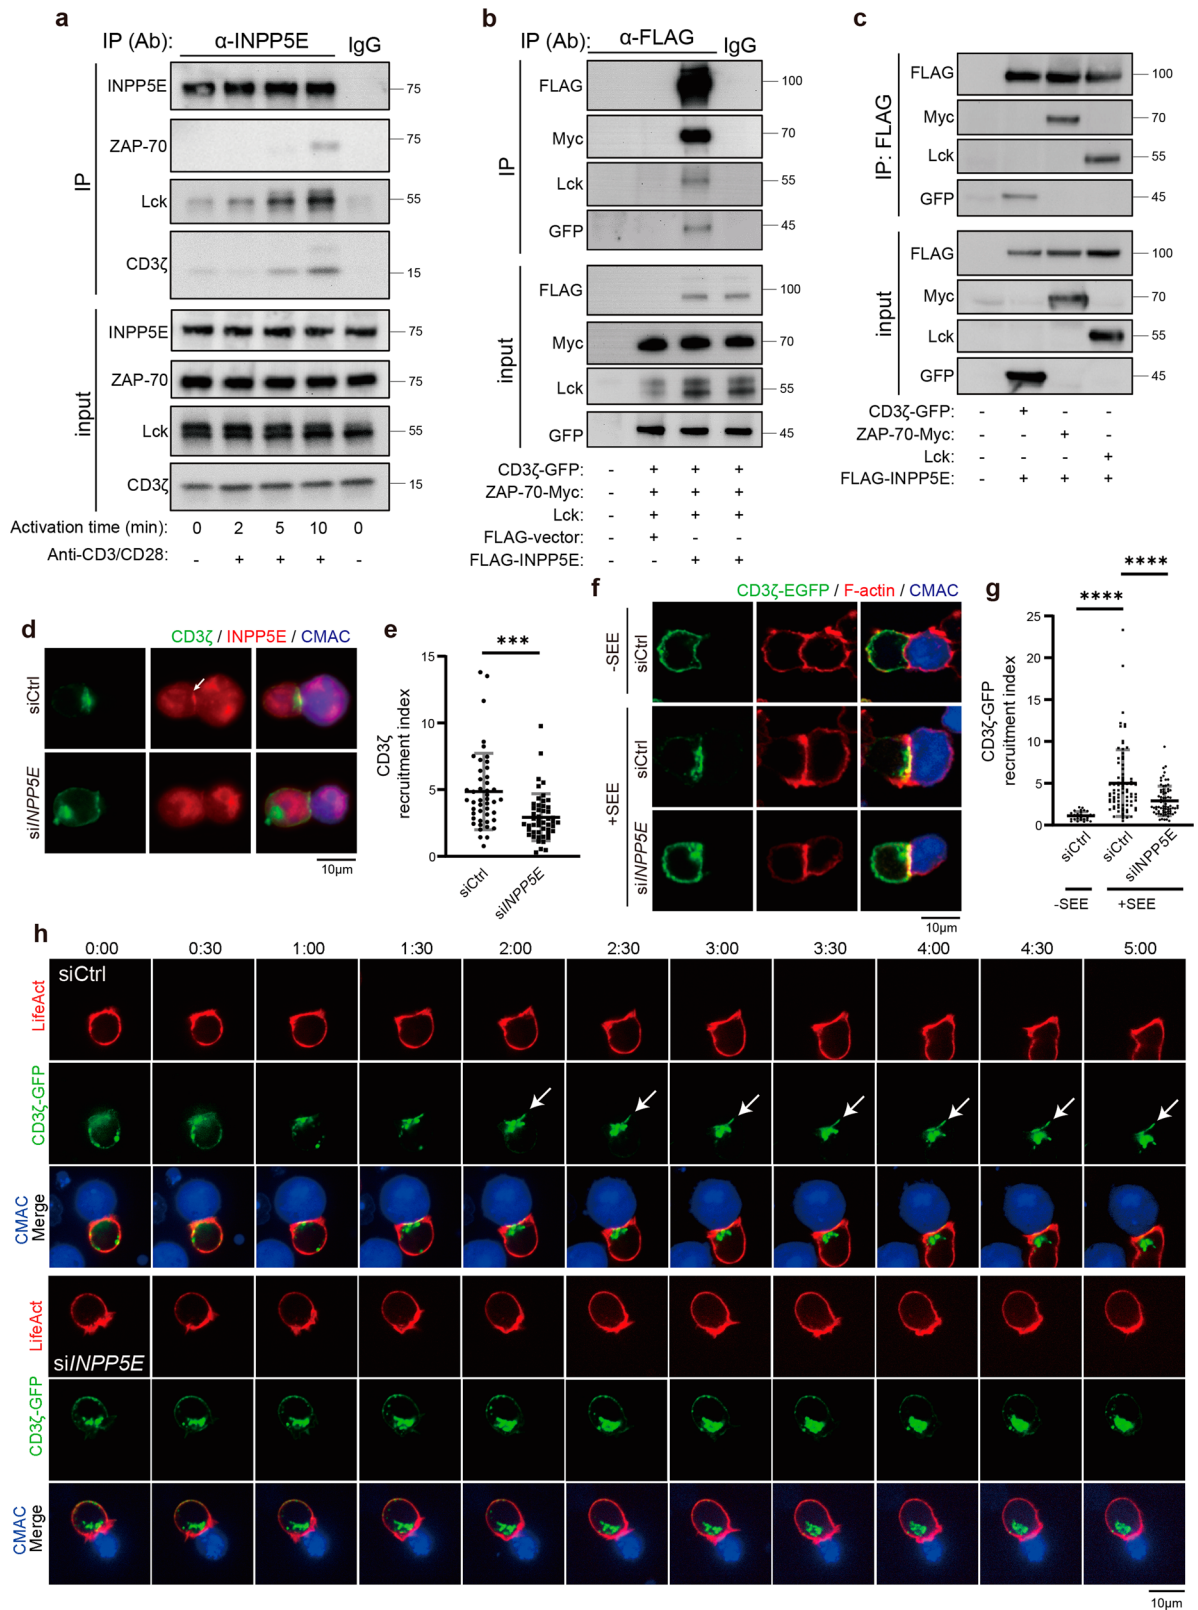 a
IP (Ab): α-INPP5E IgG
IP
INPP5E 75
ZAP-70 75
Lck 55
CD3ζ 15
input
INPP5E 75
ZAP-70 75
Lck 55
CD3ζ 15
Activation time (min): 0 2 5 10 0
Anti-CD3/CD28: - + + + -
b
IP (Ab): α-FLAG IgG
IP
FLAG 100
Myc 70
Lck 55
GFP 45
input
FLAG 100
Myc 70
Lck 55
GFP 45
CD3ζ-GFP: - + + +
ZAP-70-Myc: - + + +
Lck: - + + +
FLAG-vector: - + - -
FLAG-INPP5E: - - + +
c
IP: FLAG
FLAG 100
Myc 70
Lck 55
GFP 45
input
FLAG 100
Myc 70
Lck 55
GFP 45
CD3ζ-GFP: - + - -
ZAP-70-Myc: - - + -
Lck: - - - +
FLAG-INPP5E: - + + +
d
CD3ζ / INPP5E / CMAC
siCtrl
siINPP5E
10μm
e
CD3ζ
recruitment index
15
10
5
0
***
siCtrl
siINPP5E
f
CD3ζ-EGFP / F-actin / CMAC
-SEE
siCtrl
+SEE
siCtrl
siINPP5E
10μm
g
CD3ζ-GFP
recruitment index
25
20
15
10
5
0
****
****
siCtrl
siCtrl
siINPP5E
-SEE +SEE
h
0:00 0:30 1:00 1:30 2:00 2:30 3:00 3:30 4:00 4:30 5:00
siCtrl
LifeAct
CD3ζ-GFP
CMAC
Merge
LifeAct
siINPP5E
CD3ζ-GFP
CMAC
Merge
10μm